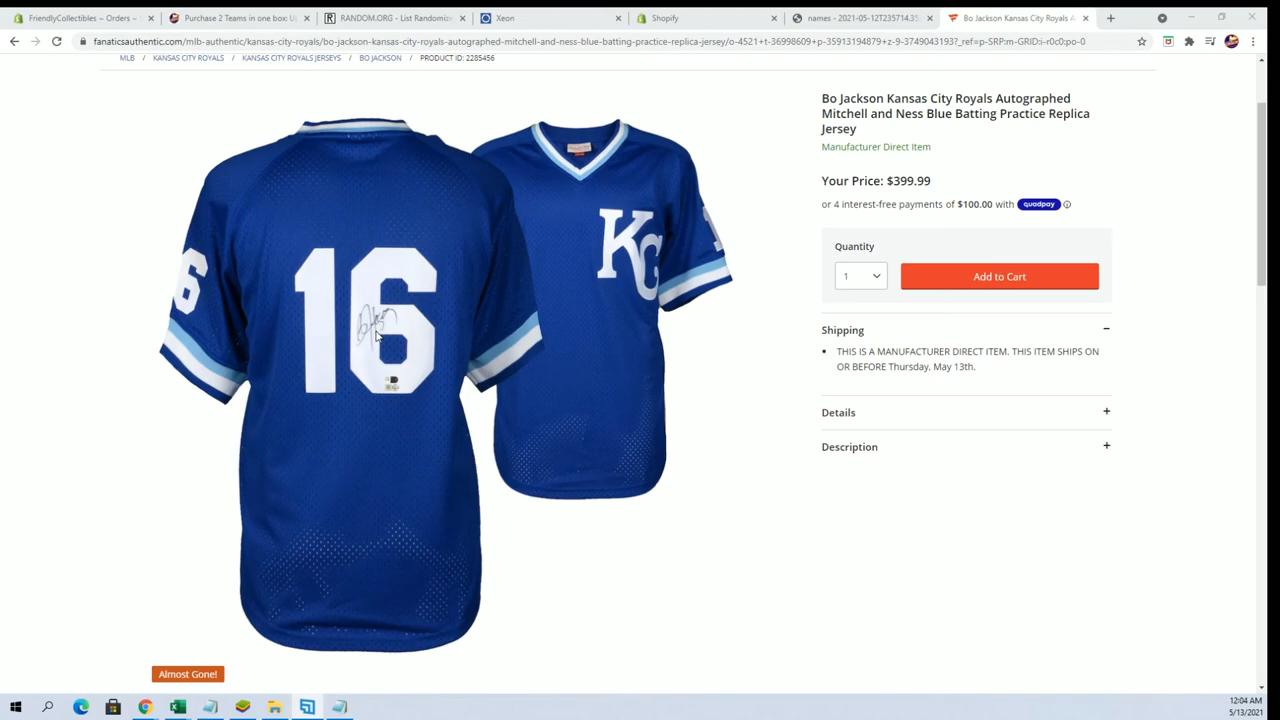 FriendlyCollectibles ~ Orders ~ S
Purchase 2 Teams in one box: U
RANDOM.ORG - List Randomize
Xeon
Shopify
names - 2021-05-12T235714.35
Bo Jackson Kansas City Royals A
fanaticsauthentic.com/mlb-authentic/kansas-city-royals/bo-jackson-kansas-city-royals-autographed-mitchell-and-ness-blue-batting-practice-replica-jersey/o-4521+t-36998609+p-35913194879+z-9-3749043193?_ref=p-SRP:m-GRID:i-r0c0:po-0
MLB / KANSAS CITY ROYALS / KANSAS CITY ROYALS JERSEYS / BO JACKSON / PRODUCT ID: 2285456
Bo Jackson Kansas City Royals Autographed
Mitchell and Ness Blue Batting Practice Replica
Jersey
Manufacturer Direct Item
Your Price: $399.99
or 4 interest-free payments of $100.00 with quadpay
Quantity
1
Add to Cart
Shipping
• THIS IS A MANUFACTURER DIRECT ITEM. THIS ITEM SHIPS ON
OR BEFORE Thursday, May 13th.
Details
Description
16
6
KC
1
Almost Gone!
12:04 AM
5/13/2021